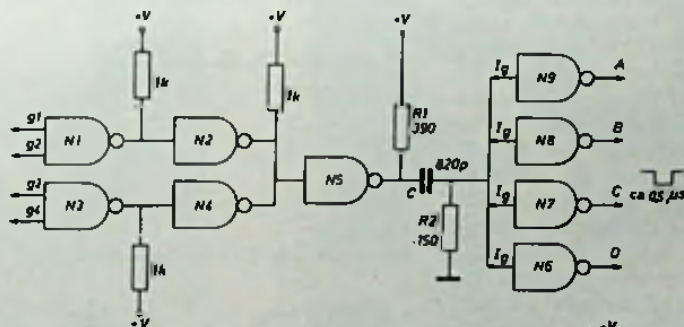 +V
+V
+V
1k
1k
R1
390
g1
g2
N1
N2
g3
g4
N3
N4
1k
+V
N5
820p
C
R2
150
Ig
N9
A
Ig
N8
B
Ig
N7
C
ca 0,5 µs
Ig
N6
D
+V